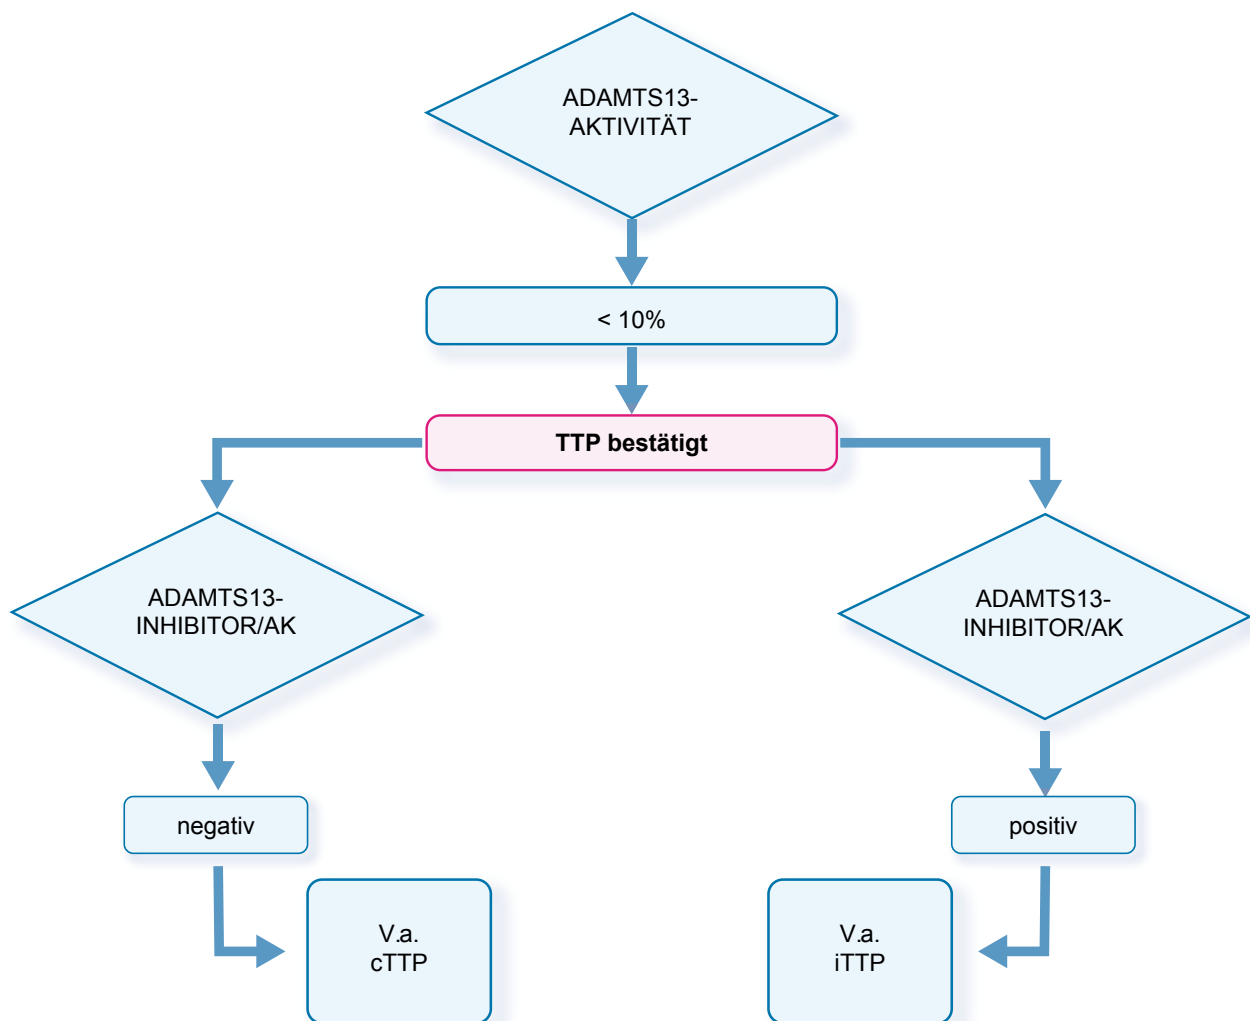 ADAMTS13-
AKTIVITÄT
< 10%
TTP bestätigt
ADAMTS13-
INHIBITOR/AK
ADAMTS13-
INHIBITOR/AK
negativ
positiv
V.a.
cTTP
V.a.
iTTP